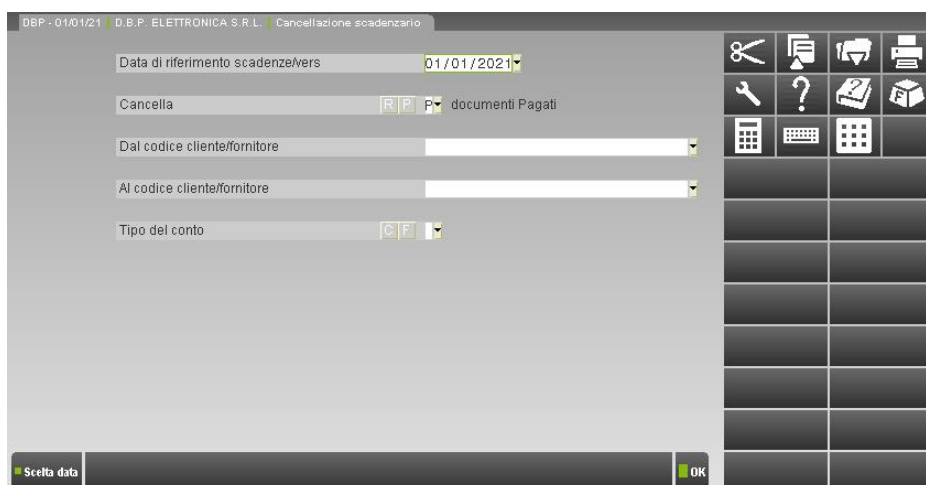 DBP - 01/01/21 D.B.P. ELETTRONICA S.R.L. Cancellazione scadenzario
Data di riferimento scadenze/vers 01/01/2021
Cancella R P P documenti Pagati
Dal codice cliente/fornitore
Al codice cliente/fornitore
Tipo del conto C F
Scelta data OK
?
?
F